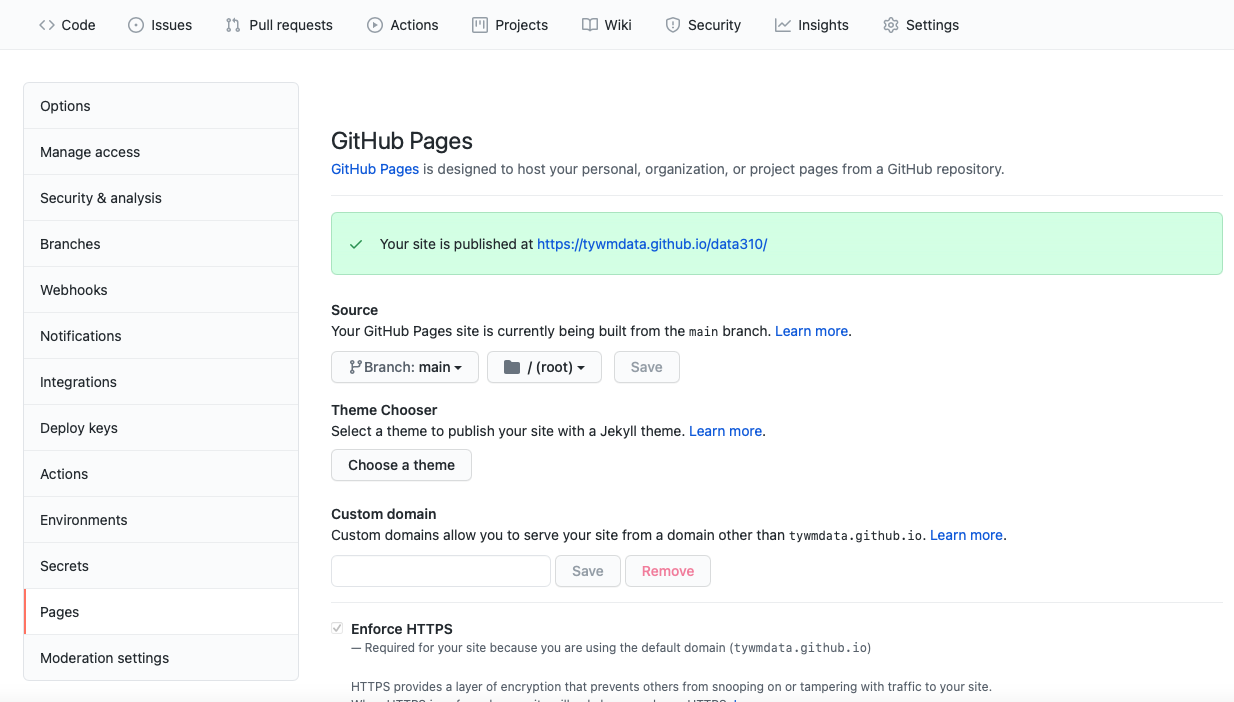 Code Issues Pull requests Actions Projects Wiki Security Insights Settings
Options
Manage access
Security & analysis
Branches
Webhooks
Notifications
Integrations
Deploy keys
Actions
Environments
Secrets
Pages
Moderation settings
GitHub Pages
GitHub Pages is designed to host your personal, organization, or project pages from a GitHub repository.
Your site is published at https://tywmdata.github.io/data310/
Source
Your GitHub Pages site is currently being built from the main branch. Learn more.
Branch: main / (root) Save
Theme Chooser
Select a theme to publish your site with a Jekyll theme. Learn more.
Choose a theme
Custom domain
Custom domains allow you to serve your site from a domain other than tywmdata.github.io. Learn more.
Save Remove
Enforce HTTPS
— Required for your site because you are using the default domain (tywmdata.github.io)
HTTPS provides a layer of encryption that prevents others from snooping on or tampering with traffic to your site.